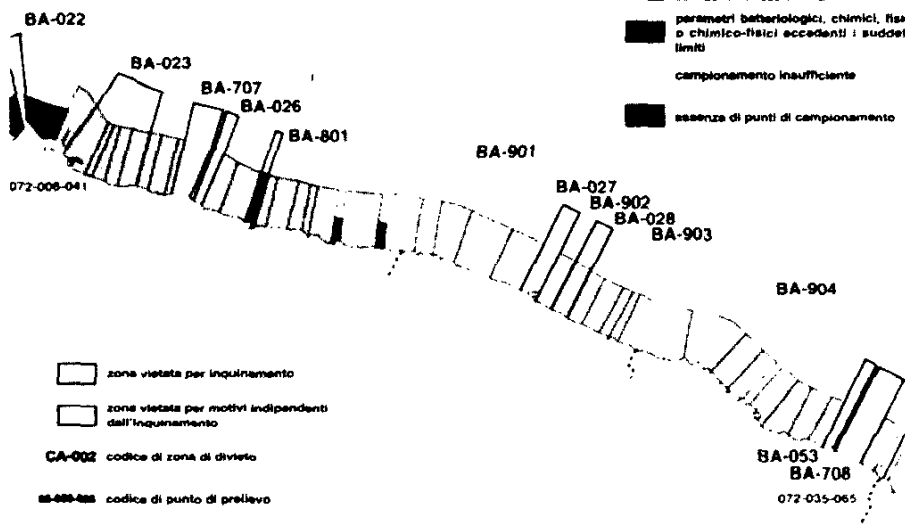 BA-022
parametri batteriologici, chimici,
o chimico-fisici eccedenti i
limiti
BA-023
BA-707
campionamento insufficiente
BA-026
BA-801
assenza di punti di campionamento
BA-901
072-006-041
BA-027
BA-902
BA-028
BA-903
BA-904
zona vietata per inquinamento
zona vietata per motivi indipendenti
dall'inquinamento
CA-002 codice di zona di divieto
BA-053
BA-708
codice di punto di prelievo
072-035-065